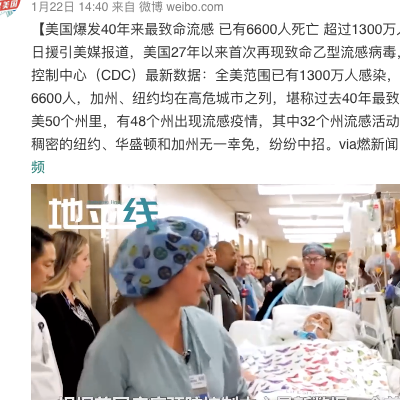 1月22日 14:40 来自 微博 weibo.com
【美国爆发40年来最致命流感 已有6600人死亡 超过1300万
日援引美媒报道，美国27年以来首次再现致命乙型流感病毒，
控制中心（CDC）最新数据：全美范围已有1300万人感染，
6600人，加州、纽约均在高危城市之列，堪称过去40年最致
美50个州里，有48个州出现流感疫情，其中32个州流感活动
稠密的纽约、华盛顿和加州无一幸免，纷纷中招。via燃新闻
频
地立线